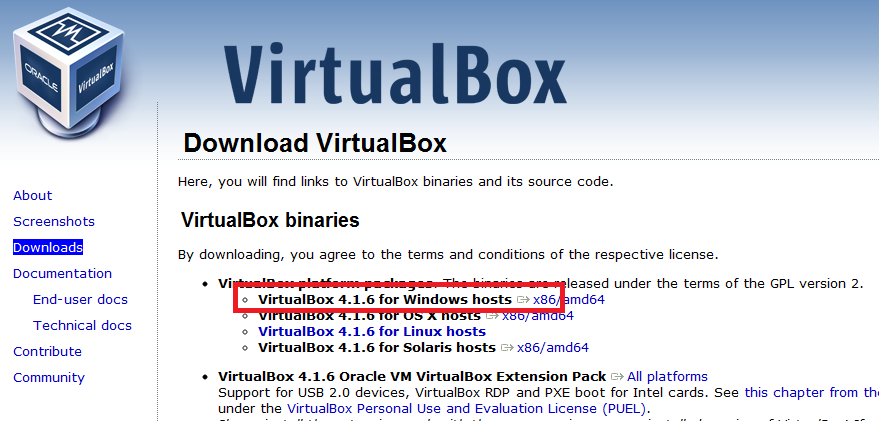 ORACLE
VirtualBox
VirtualBox
Download VirtualBox
Here, you will find links to VirtualBox binaries and its source code.
About
Screenshots
Downloads
Documentation
End-user docs
Technical docs
Contribute
Community
VirtualBox binaries
By downloading, you agree to the terms and conditions of the respective license.
VirtualBox platform packages. The binaries are released under the terms of the GPL version 2.
VirtualBox 4.1.6 for Windows hosts x86/amd64
VirtualBox 4.1.6 for OS X hosts x86/amd64
VirtualBox 4.1.6 for Linux hosts
VirtualBox 4.1.6 for Solaris hosts x86/amd64
VirtualBox 4.1.6 Oracle VM VirtualBox Extension Pack All platforms
Support for USB 2.0 devices, VirtualBox RDP and PXE boot for Intel cards. See this chapter from the
under the VirtualBox Personal Use and Evaluation License (PUEL).